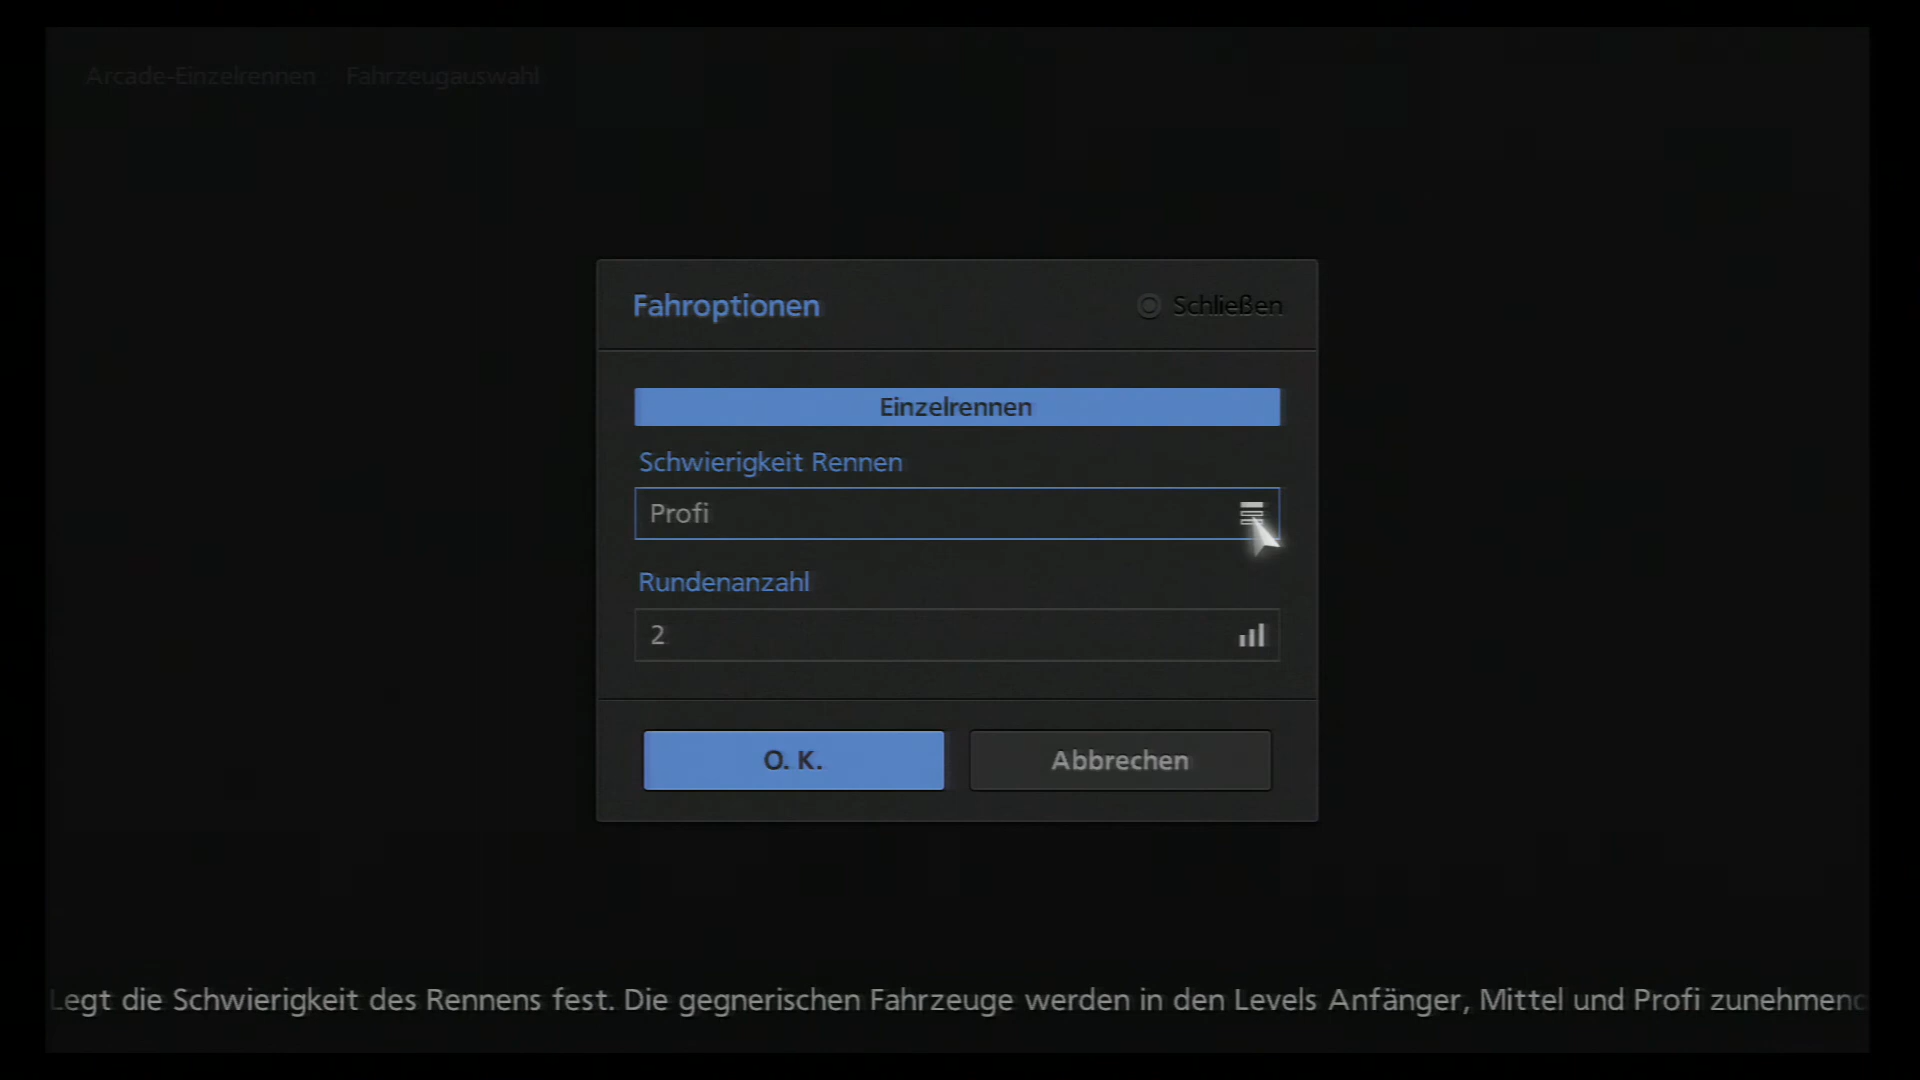 Arcade-Einzelrennen Fahrzeugauswahl
Fahroptionen
Schließen
Einzelrennen
Schwierigkeit Rennen
Profi
Rundenanzahl
2
O. K.
Abbrechen
Legt die Schwierigkeit des Rennens fest. Die gegnerischen Fahrzeuge werden in den Levels Anfänger, Mittel und Profi zunehmend